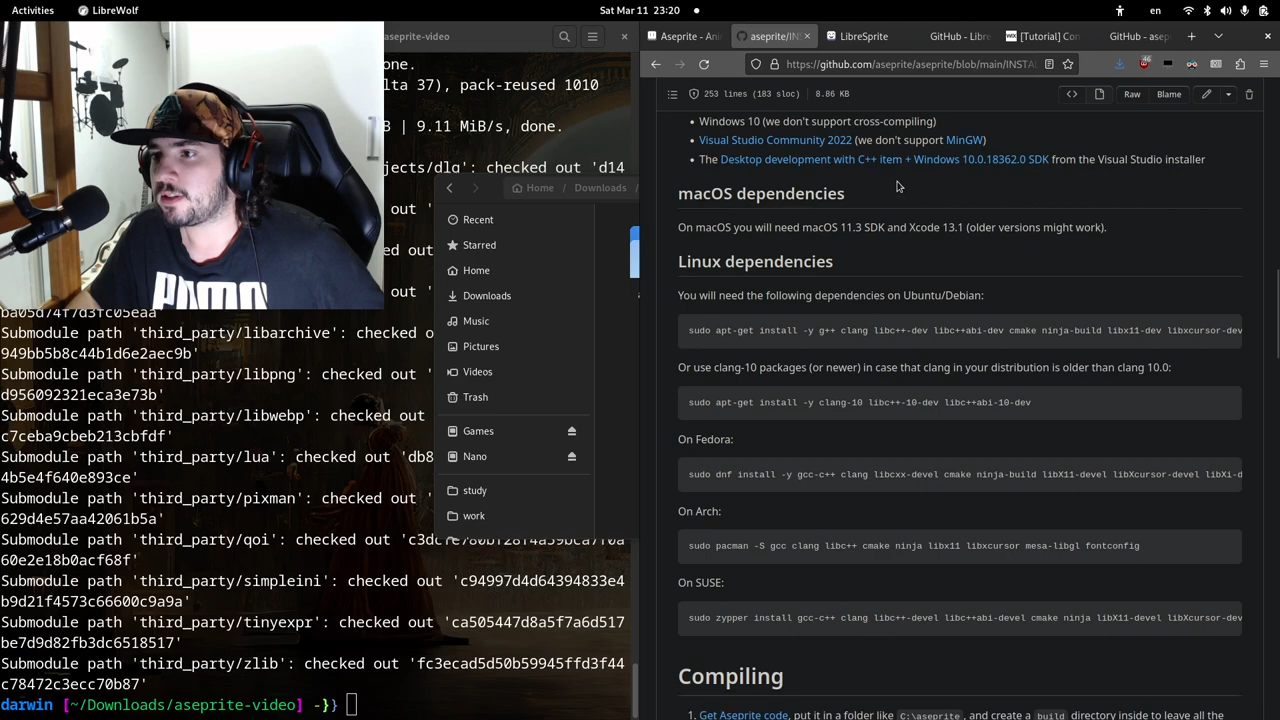 Activities
LibreWolf
Sat Mar 11 23:20
en
aseprite-video
one.
lta 37), pack-reused 1010
| 9.11 MiB/s, done.
jects/dlg': checked out 'd14
out '
ed out
out '
out '
ba05d74f7d3fc05eaa'
Submodule path 'third_party/libarchive': checked o
949bb5b8c44b1d6e2aec9b'
Submodule path 'third_party/libpng': checked out '
d956092321eca3e73b'
Submodule path 'third_party/libwebp': checked out
c7ceba9cbeb213cbfdf'
Submodule path 'third_party/lua': checked out 'db8
4b5e4f640e893ce'
Submodule path 'third_party/pixman': checked out '
629d4e57aa42061b5a'
Submodule path 'third_party/qoi': checked out
60e2e18b0acf68f'
Submodule path 'third_party/simpleini': checked out 'c94997d4d64394833e4
b9d21f4573c66600c9a9a'
Submodule path 'third_party/tinyexpr': checked out 'ca505447d8a5f7a6d517
be7d9d82fb3dc6518517'
Submodule path 'third_party/zlib': checked out 'fc3ecad5d50b59945ffd3f44
c78472c3ecc70b87'
darwin [~/Downloads/aseprite-video] -}}
Home / Downloads /
Recent
Starred
Home
Downloads
Music
Pictures
Videos
Trash
Games
Nano
study
work
Aseprite - Ani
aseprite/INS
LibreSprite
GitHub - Libre
WIX
[Tutorial] Con
GitHub - asep
https://github.com/aseprite/aseprite/blob/main/INSTA
253 lines (183 sloc)
8.86 KB
Raw
Blame
Windows 10 (we don't support cross-compiling)
Visual Studio Community 2022 (we don't support MinGW)
The Desktop development with C++ item + Windows 10.0.18362.0 SDK from the Visual Studio installer
macOS dependencies
On macOS you will need macOS 11.3 SDK and Xcode 13.1 (older versions might work).
Linux dependencies
You will need the following dependencies on Ubuntu/Debian:
sudo apt-get install -y g++ clang libc++-dev libc++abi-dev cmake ninja-build libx11-dev libxcursor-dev
Or use clang-10 packages (or newer) in case that clang in your distribution is older than clang 10.0:
sudo apt-get install -y clang-10 libc++-10-dev libc++abi-10-dev
On Fedora:
sudo dnf install -y gcc-c++ clang libcxx-devel cmake ninja-build libX11-devel libXcursor-devel libXi-d
On Arch:
sudo pacman -S gcc clang libc++ cmake ninja libx11 libxcursor mesa-libgl fontconfig
On SUSE:
sudo zypper install gcc-c++ clang libc++-devel libc++abi-devel cmake ninja libX11-devel libXcursor-dev
Compiling
1. Get Aseprite code, put it in a folder like C:\aseprite, and create a build directory inside to leave all the